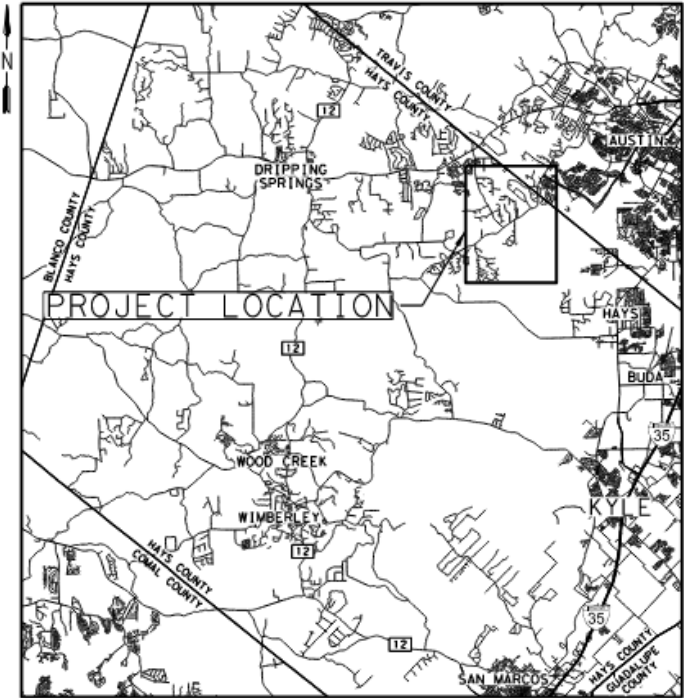 N
TRAVIS COUNTY
HAYS COUNTY
12
AUSTIN
DRIPPING
SPRINGS
BLANCO COUNTY
HAYS COUNTY
PROJECT LOCATION
HAYS
12
BUDA
35
WOOD CREEK
KYLE
WIMBERLEY
12
HAYS COUNTY
COMAL COUNTY
35
12
HAYS COUNTY
GUADALUPE
COUNTY
SAN MARCOS